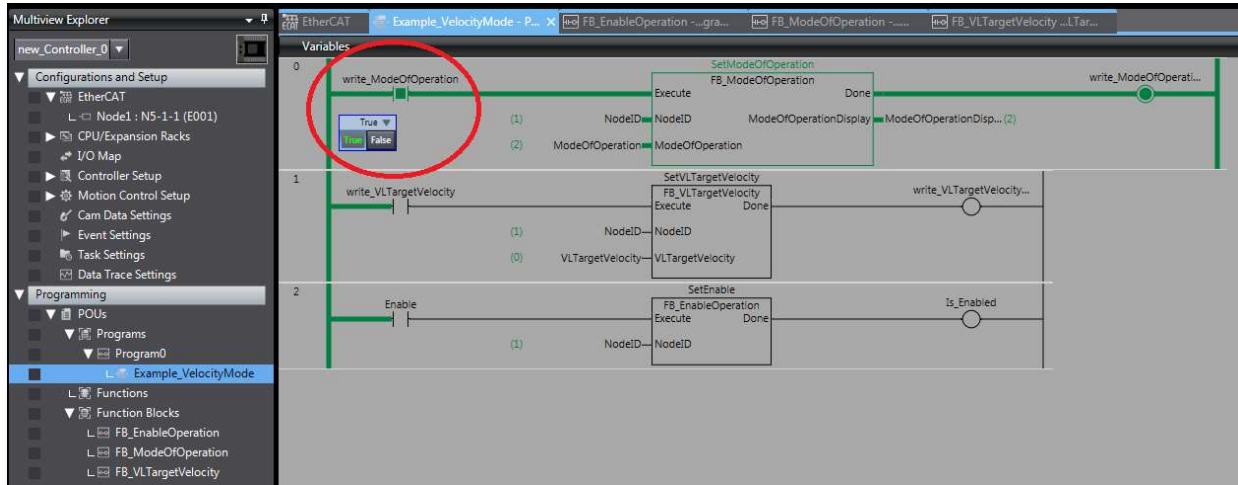 Multiview Explorer
new_Controller_0
Configurations and Setup
EtherCAT
Node1 : N5-1-1 (E001)
CPU/Expansion Racks
I/O Map
Controller Setup
Motion Control Setup
Cam Data Settings
Event Settings
Task Settings
Data Trace Settings
Programming
POUs
Programs
Program0
Example_VelocityMode
Functions
Function Blocks
FB_EnableOperation
FB_ModeOfOperation
FB_VLTargetVelocity
EtherCAT Example_VelocityMode - P... X FB_EnableOperation -...gra... FB_ModeOfOperation -...... FB_VLTargetVelocity ...LTar...
Variables
0
write_ModeOfOperation
True
True False
SetModeOfOperation
FB_ModeOfOperation
Execute Done
write_ModeOfOperati...
(1) NodeID NodeID ModeOfOperationDisplay ModeOfOperationDisp... (2)
(2) ModeOfOperation ModeOfOperation
1
write_VLTargetVelocity
SetVLTargetVelocity
FB_VLTargetVelocity
Execute Done
write_VLTargetVelocity...
(1) NodeID NodeID
(0) VLTargetVelocity VLTargetVelocity
2
Enable
SetEnable
FB_EnableOperation
Execute Done
Is_Enabled
(1) NodeID NodeID